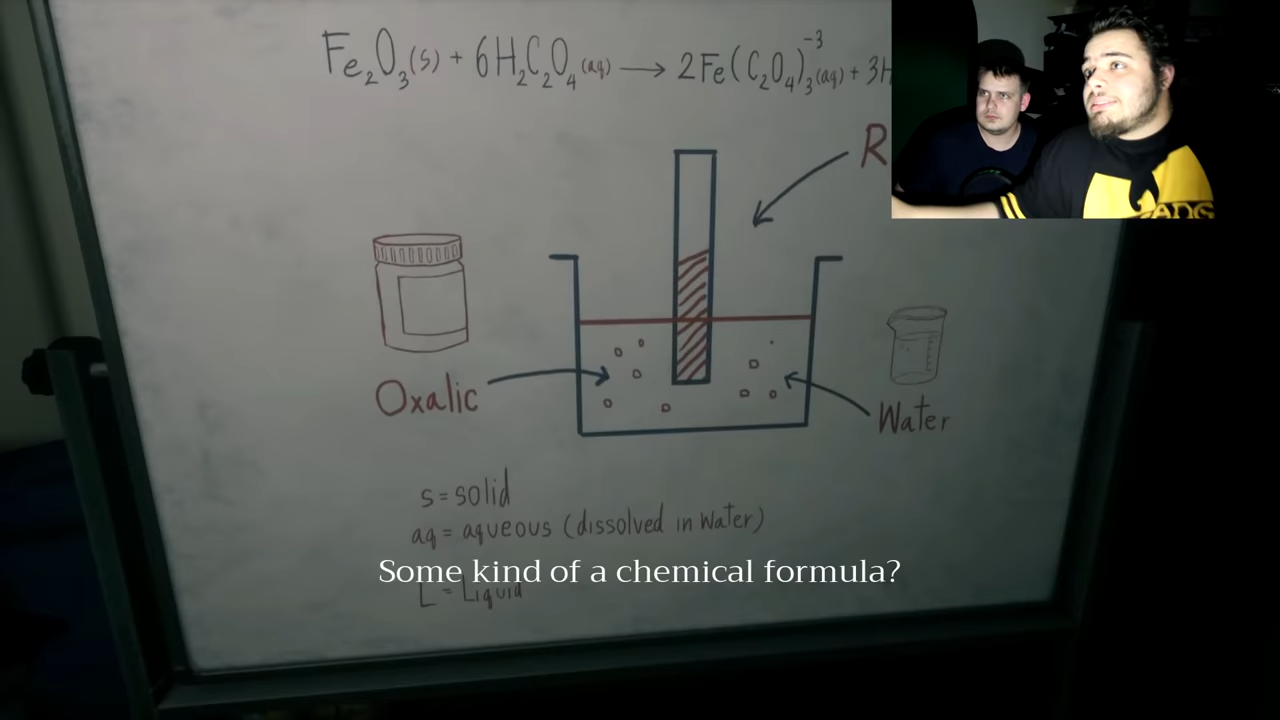 Fe₂O₃(s) + 6H₂C₂O₄(aq) → 2Fe(C₂O₄)₃⁻³(aq) + 3H
R
Oxalic
Water
s = solid
aq = aqueous (dissolved in water)
Some kind of a chemical formula?
L = Liquid